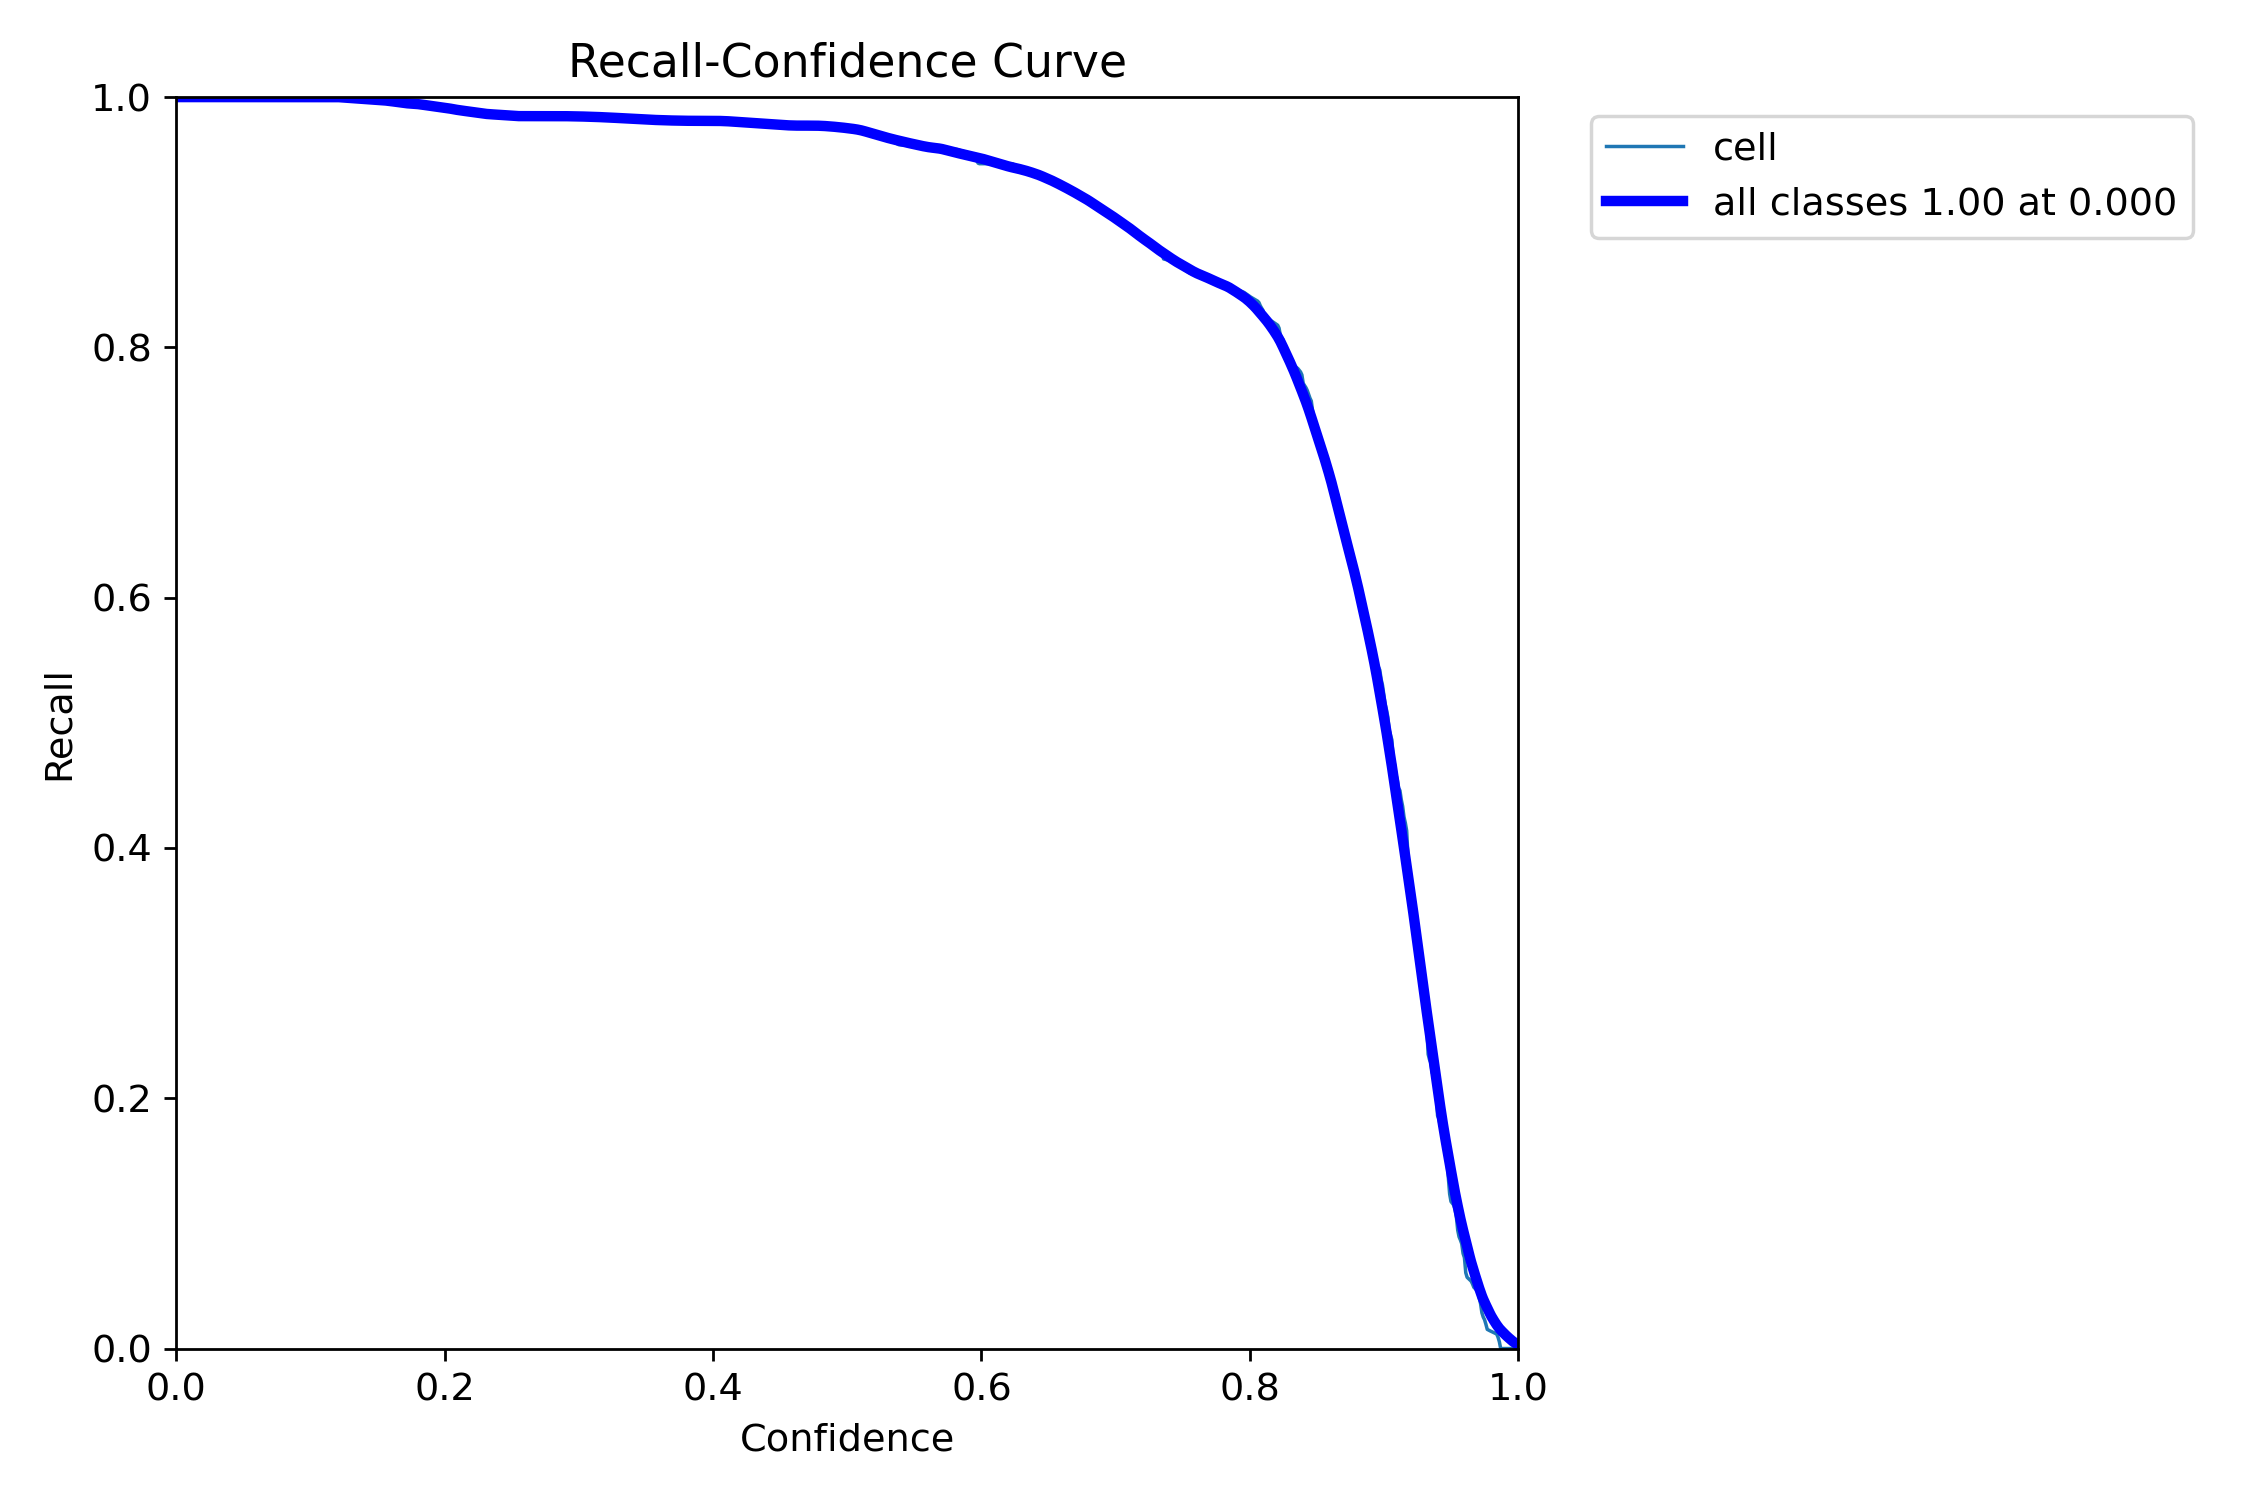 Recall-Confidence Curve
1.0
0.8
0.6
0.4
0.2
0.0
Recall
0.0 0.2 0.4 0.6 0.8 1.0
Confidence
cell
all classes 1.00 at 0.000